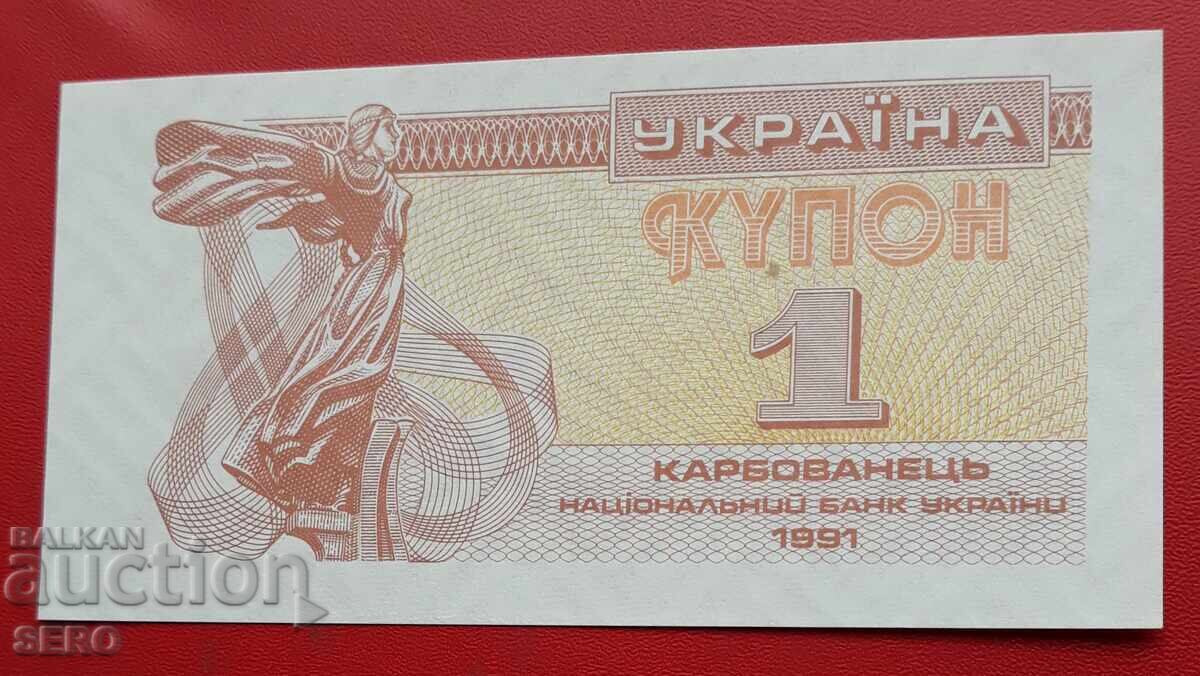 УКРАЇНА
КУПОН
1
КАРБОВАНЕЦЬ
НАЦІОНАЛЬНИЙ БАНК УКРАЇНИ
1991
BALKAN
auction
SERO